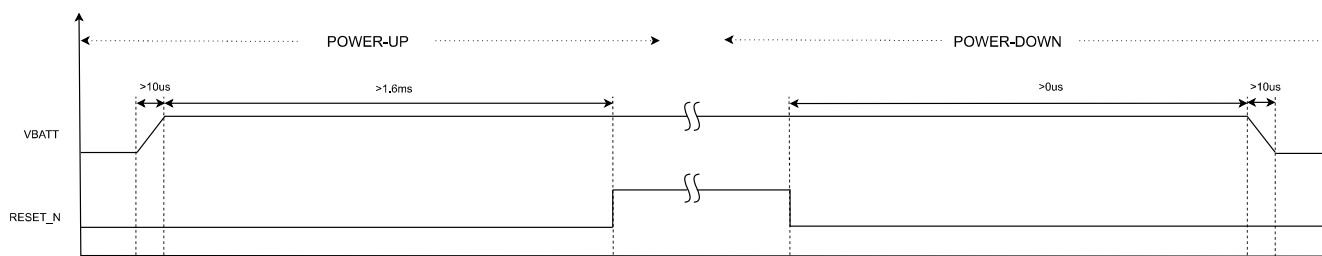 POWER-UP
POWER-DOWN
>10us
>1.6ms
>0us
>10us
VBATT
RESET_N